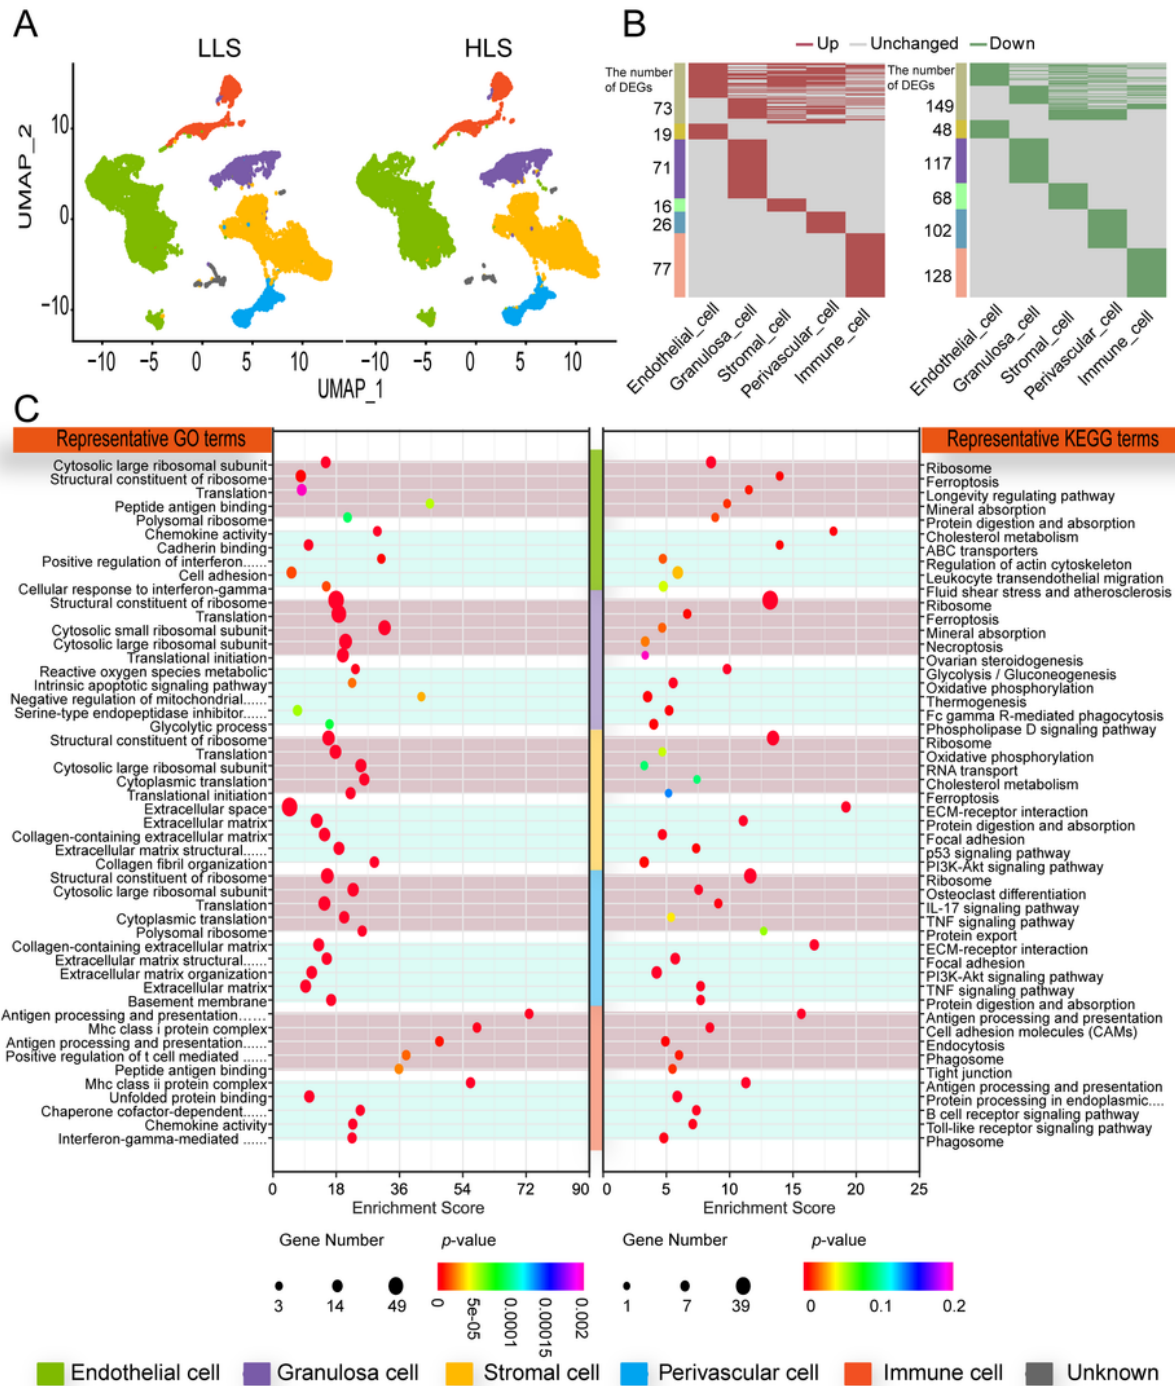 A
B
LLS
HLS
UMAP_2
10
0
−10
−10
−5
0
5
10
−10
−5
0
5
10
UMAP_1
Up
Unchanged
Down
The number
of DEGs
73
19
71
16
26
77
Endothelial_cell
Granulosa_cell
Stromal_cell
Perivascular_cell
Immune_cell
The number
of DEGs
149
48
117
68
102
128
Endothelial_cell
Granulosa_cell
Stromal_cell
Perivascular_cell
Immune_cell
C
Representative GO terms
Cytosolic large ribosomal subunit
Structural constituent of ribosome
Translation
Peptide antigen binding
Polysomal ribosome
Chemokine activity
Cadherin binding
Positive regulation of interferon......
Cell adhesion
Cellular response to interferon-gamma
Structural constituent of ribosome
Translation
Cytosolic small ribosomal subunit
Cytosolic large ribosomal subunit
Translational initiation
Reactive oxygen species metabolic
Intrinsic apoptotic signaling pathway
Negative regulation of mitochondrial......
Serine-type endopeptidase inhibitor......
Glycolytic process
Structural constituent of ribosome
Translation
Cytosolic large ribosomal subunit
Cytoplasmic translation
Translational initiation
Extracellular space
Extracellular matrix
Collagen-containing extracellular matrix
Extracellular matrix structural......
Collagen fibril organization
Structural constituent of ribosome
Cytosolic large ribosomal subunit
Translation
Cytoplasmic translation
Polysomal ribosome
Collagen-containing extracellular matrix
Extracellular matrix structural......
Extracellular matrix organization
Extracellular matrix
Basement membrane
Antigen processing and presentation......
Mhc class i protein complex
Antigen processing and presentation......
Positive regulation of t cell mediated ......
Peptide antigen binding
Mhc class ii protein complex
Unfolded protein binding
Chaperone cofactor-dependent......
Chemokine activity
Interferon-gamma-mediated ......
0
18
36
54
72
90
Enrichment Score
Representative KEGG terms
Ribosome
Ferroptosis
Longevity regulating pathway
Mineral absorption
Protein digestion and absorption
Cholesterol metabolism
ABC transporters
Regulation of actin cytoskeleton
Leukocyte transendothelial migration
Fluid shear stress and atherosclerosis
Ribosome
Ferroptosis
Mineral absorption
Necroptosis
Ovarian steroidogenesis
Glycolysis / Gluconeogenesis
Oxidative phosphorylation
Thermogenesis
Fc gamma R-mediated phagocytosis
Phospholipase D signaling pathway
Ribosome
Oxidative phosphorylation
RNA transport
Cholesterol metabolism
Ferroptosis
ECM-receptor interaction
Protein digestion and absorption
Focal adhesion
p53 signaling pathway
PI3K-Akt signaling pathway
Ribosome
Osteoclast differentiation
IL-17 signaling pathway
TNF signaling pathway
Protein export
ECM-receptor interaction
Focal adhesion
PI3K-Akt signaling pathway
TNF signaling pathway
Protein digestion and absorption
Antigen processing and presentation
Cell adhesion molecules (CAMs)
Endocytosis
Phagosome
Tight junction
Antigen processing and presentation
Protein processing in endoplasmic....
B cell receptor signaling pathway
Toll-like receptor signaling pathway
Phagosome
0
5
10
15
20
25
Enrichment Score
Gene Number
3
14
49
p-value
0
5e-05
0.0001
0.00015
0.002
Gene Number
1
7
39
p-value
0
0.1
0.2
Endothelial cell
Granulosa cell
Stromal cell
Perivascular cell
Immune cell
Unknown